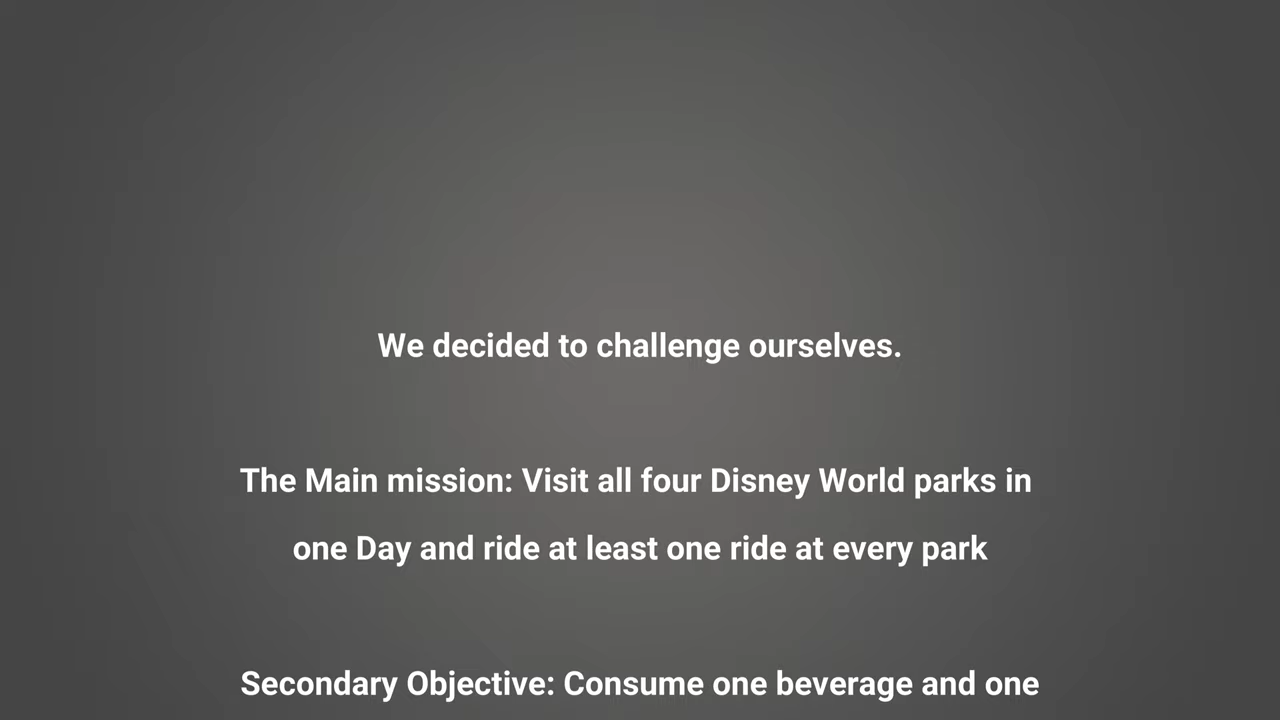 We decided to challenge ourselves.
The Main mission: Visit all four Disney World parks in
one Day and ride at least one ride at every park
Secondary Objective: Consume one beverage and one